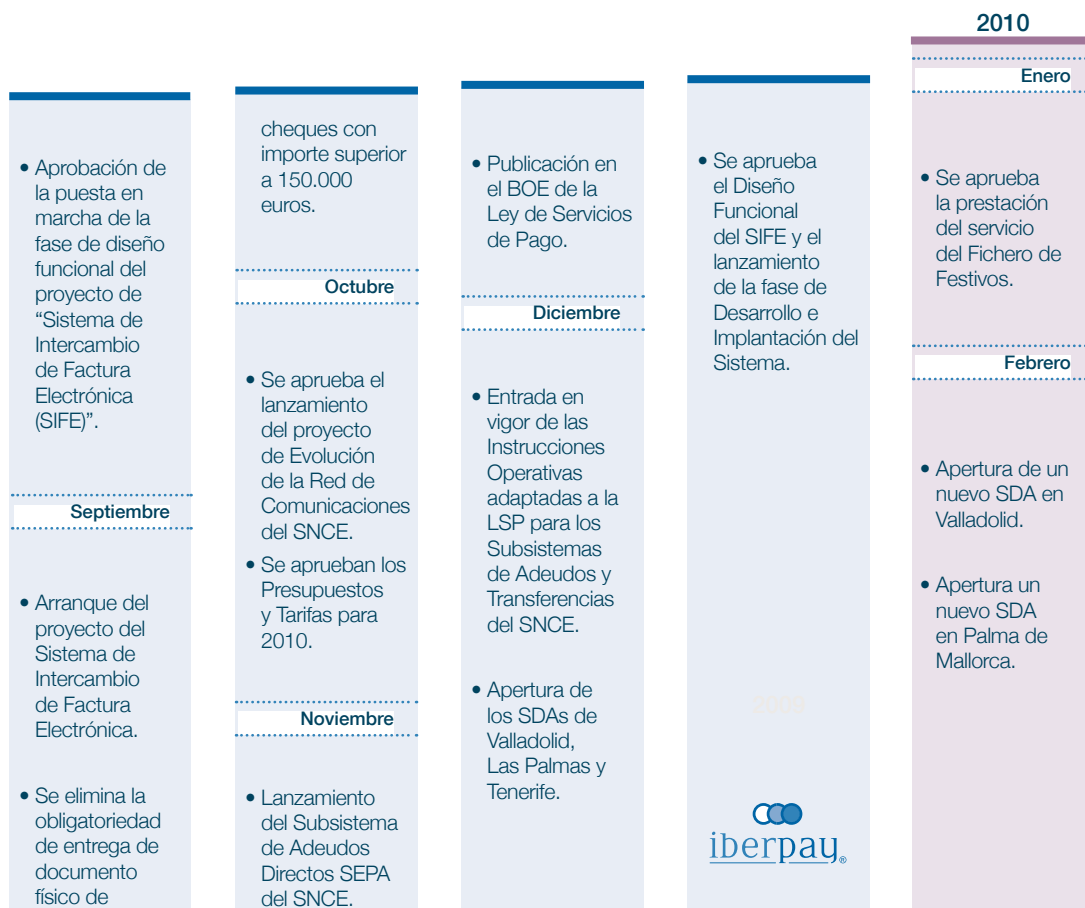 • Aprobación de
la puesta en
marcha de la
fase de diseño
funcional del
proyecto de
“Sistema de
Intercambio
de Factura
Electrónica
(SIFE)”.
Septiembre
• Arranque del
proyecto del
Sistema de
Intercambio
de Factura
Electrónica.
• Se elimina la
obligatoriedad
de entrega de
documento
físico de
cheques con
importe superior
a 150.000
euros.
Octubre
• Se aprueba el
lanzamiento
del proyecto
de Evolución
de la Red de
Comunicaciones
del SNCE.
• Se aprueban los
Presupuestos
y Tarifas para
2010.
Noviembre
• Lanzamiento
del Subsistema
de Adeudos
Directos SEPA
del SNCE.
• Publicación en
el BOE de la
Ley de Servicios
de Pago.
Diciembre
• Entrada en
vigor de las
Instrucciones
Operativas
adaptadas a la
LSP para los
Subsistemas
de Adeudos y
Transferencias
del SNCE.
• Apertura de
los SDAs de
Valladolid,
Las Palmas y
Tenerife.
• Se aprueba
el Diseño
Funcional
del SIFE y el
lanzamiento
de la fase de
Desarrollo e
Implantación del
Sistema.
iberpay®
2010
Enero
• Se aprueba
la prestación
del servicio
del Fichero de
Festivos.
Febrero
• Apertura de un
nuevo SDA en
Valladolid.
• Apertura un
nuevo SDA
en Palma de
Mallorca.